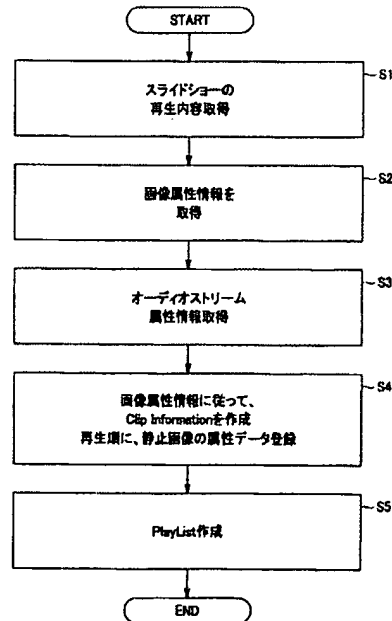 START
S1
スライドショーの
再生内容取得
S2
画像属性情報を
取得
S3
オーディオストリーム
属性情報取得
S4
画像属性情報に従って、
Clip Informationを作成
再生順に、静止画像の属性データ登録
S5
PlayList作成
END